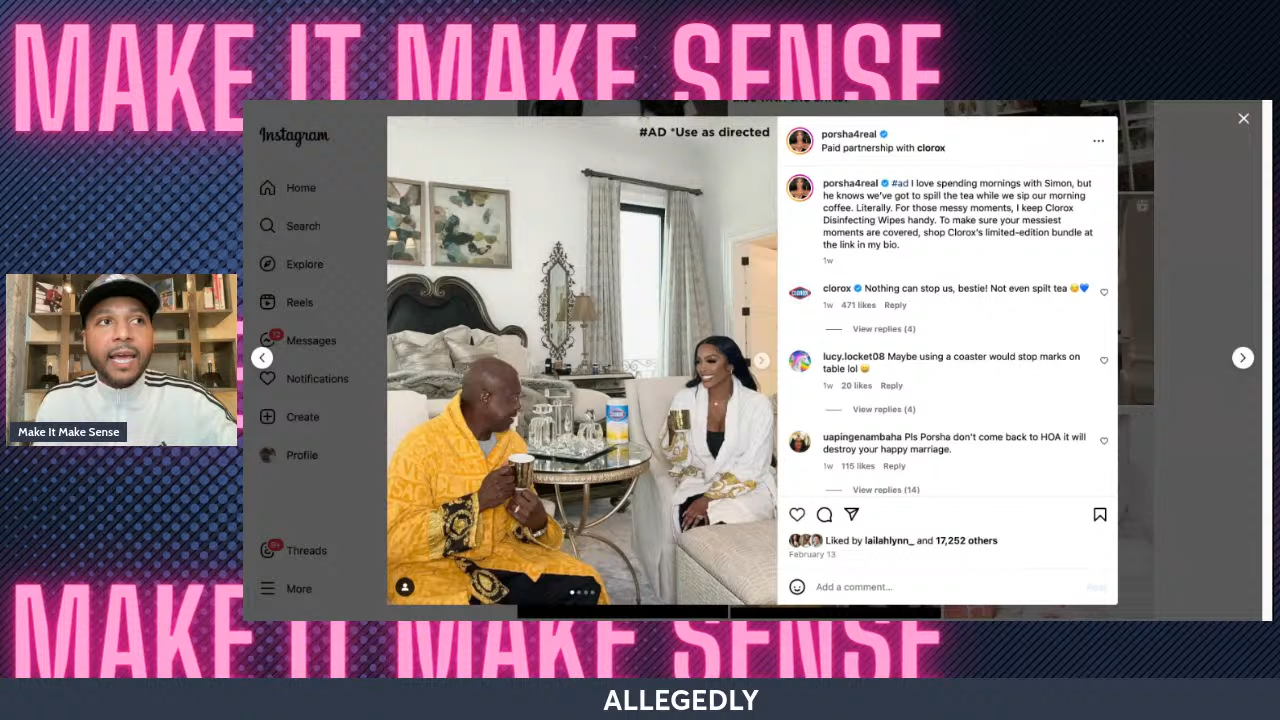 MAKE IT MAKE SENSE
Instagram
Home
Search
Explore
Reels
Messages
Notifications
Create
Profile
9+
Threads
More
#AD *Use as directed
CLOROX
porsha4real
Paid partnership with clorox
porsha4real #ad I love spending mornings with Simon, but
he knows we've got to spill the tea while we sip our morning
coffee. Literally. For those messy moments, I keep Clorox
Disinfecting Wipes handy. To make sure your messiest
moments are covered, shop Clorox's limited-edition bundle at
the link in my bio.
1w
CLOROX
clorox Nothing can stop us, bestie! Not even spilt tea 😊💙
1w 471 likes Reply
View replies (4)
lucy.locket08 Maybe using a coaster would stop marks on
table lol 😄
1w 20 likes Reply
View replies (4)
uapingenambaha Pls Porsha don't come back to HOA it will
destroy your happy marriage.
1w 115 likes Reply
View replies (14)
Liked by lailahlynn_ and 17,252 others
February 13
Add a comment...
Post
Make It Make Sense
MAKE IT MAKE SENSE
ALLEGEDLY